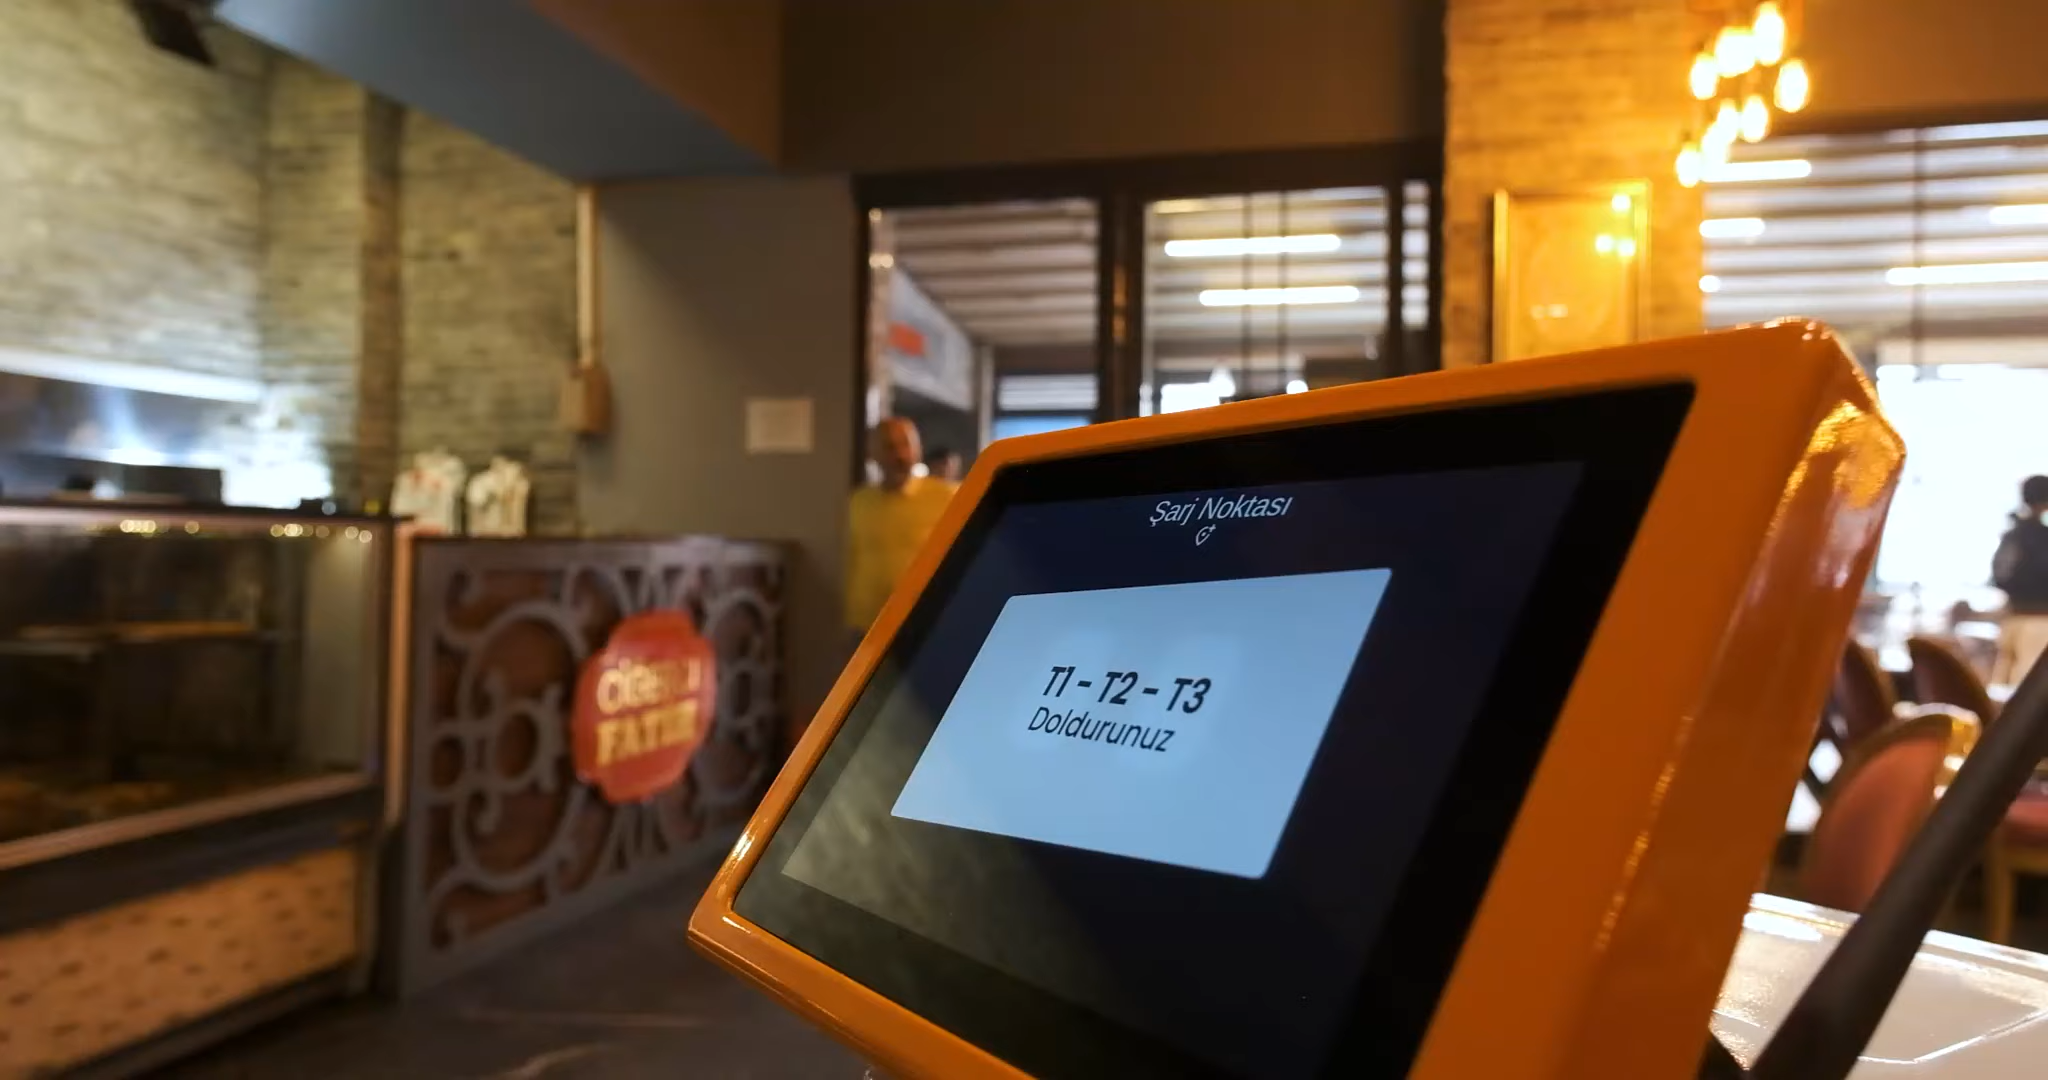 Şarj Noktası
T1 - T2 - T3
Doldurunuz